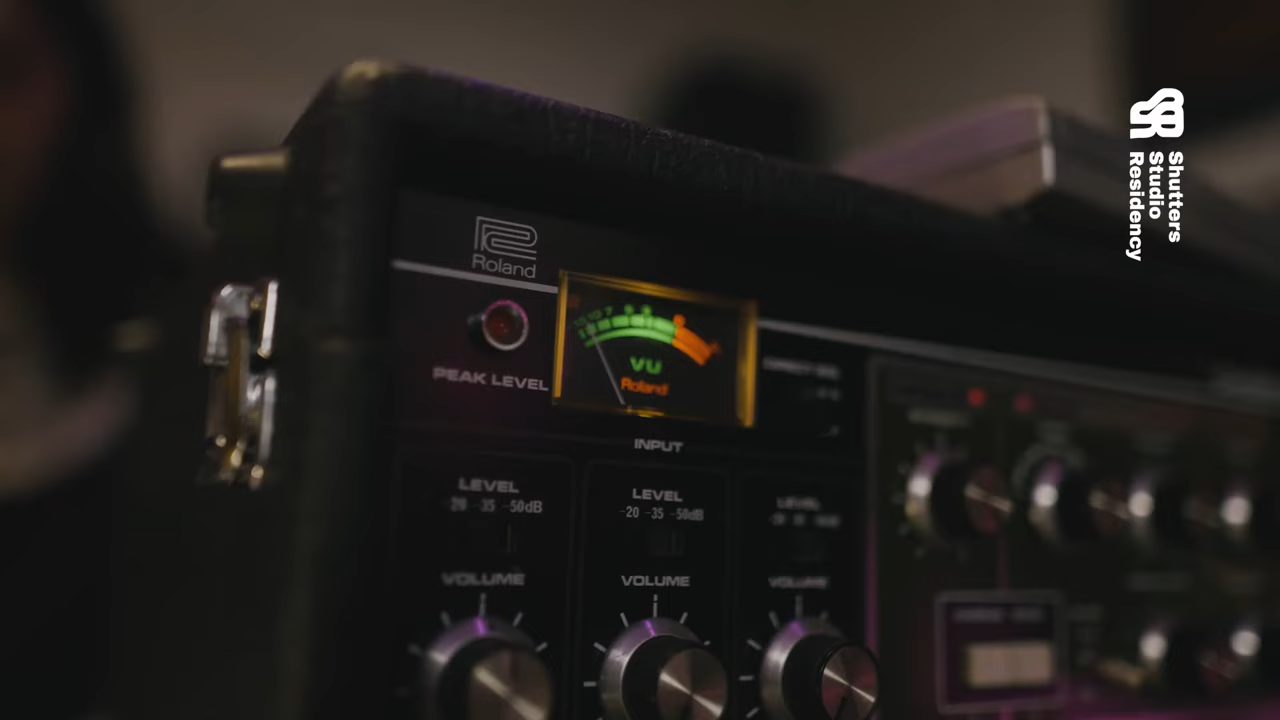 Shutters
Studio
Residency
Roland
PEAK LEVEL
VU
Roland
INPUT
LEVEL
-20 -35 -50dB
VOLUME
LEVEL
-20 -35 -50dB
VOLUME
LEVEL
VOLUME